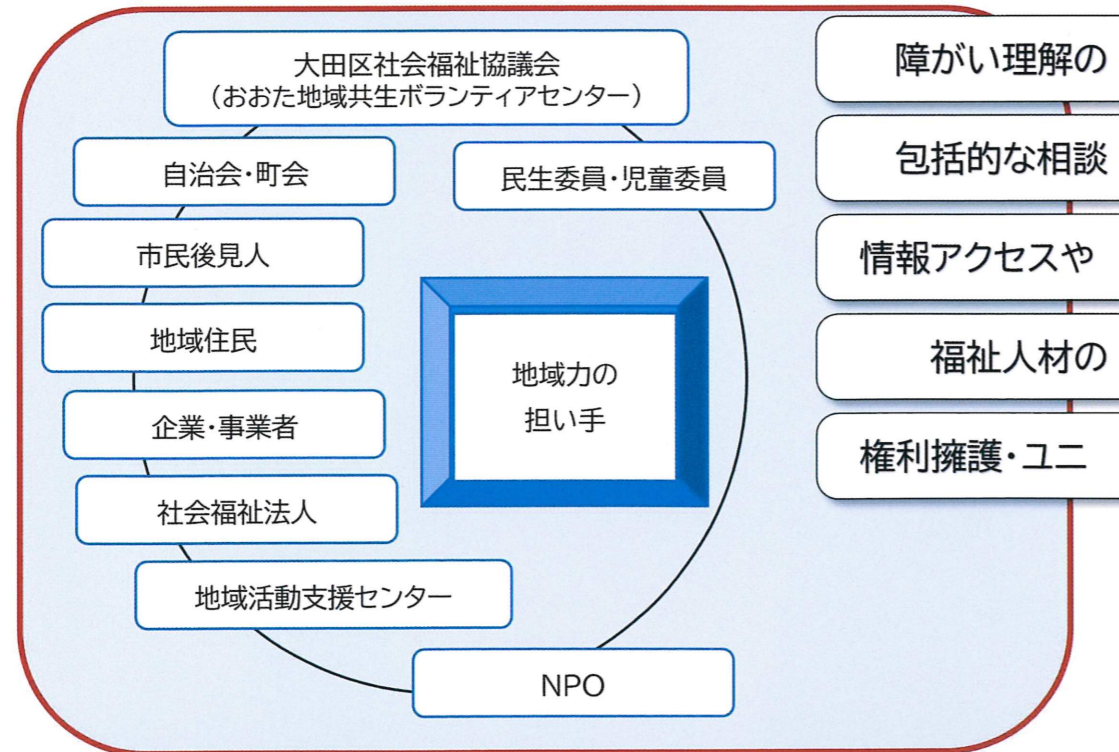 大田区社会福祉協議会
（おおた地域共生ボランティアセンター）
自治会・町会
民生委員・児童委員
市民後見人
地域住民
企業・事業者
社会福祉法人
地域活動支援センター
NPO
地域力の
担い手
障がい理解の
包括的な相談
情報アクセスや
福祉人材の
権利擁護・ユニ